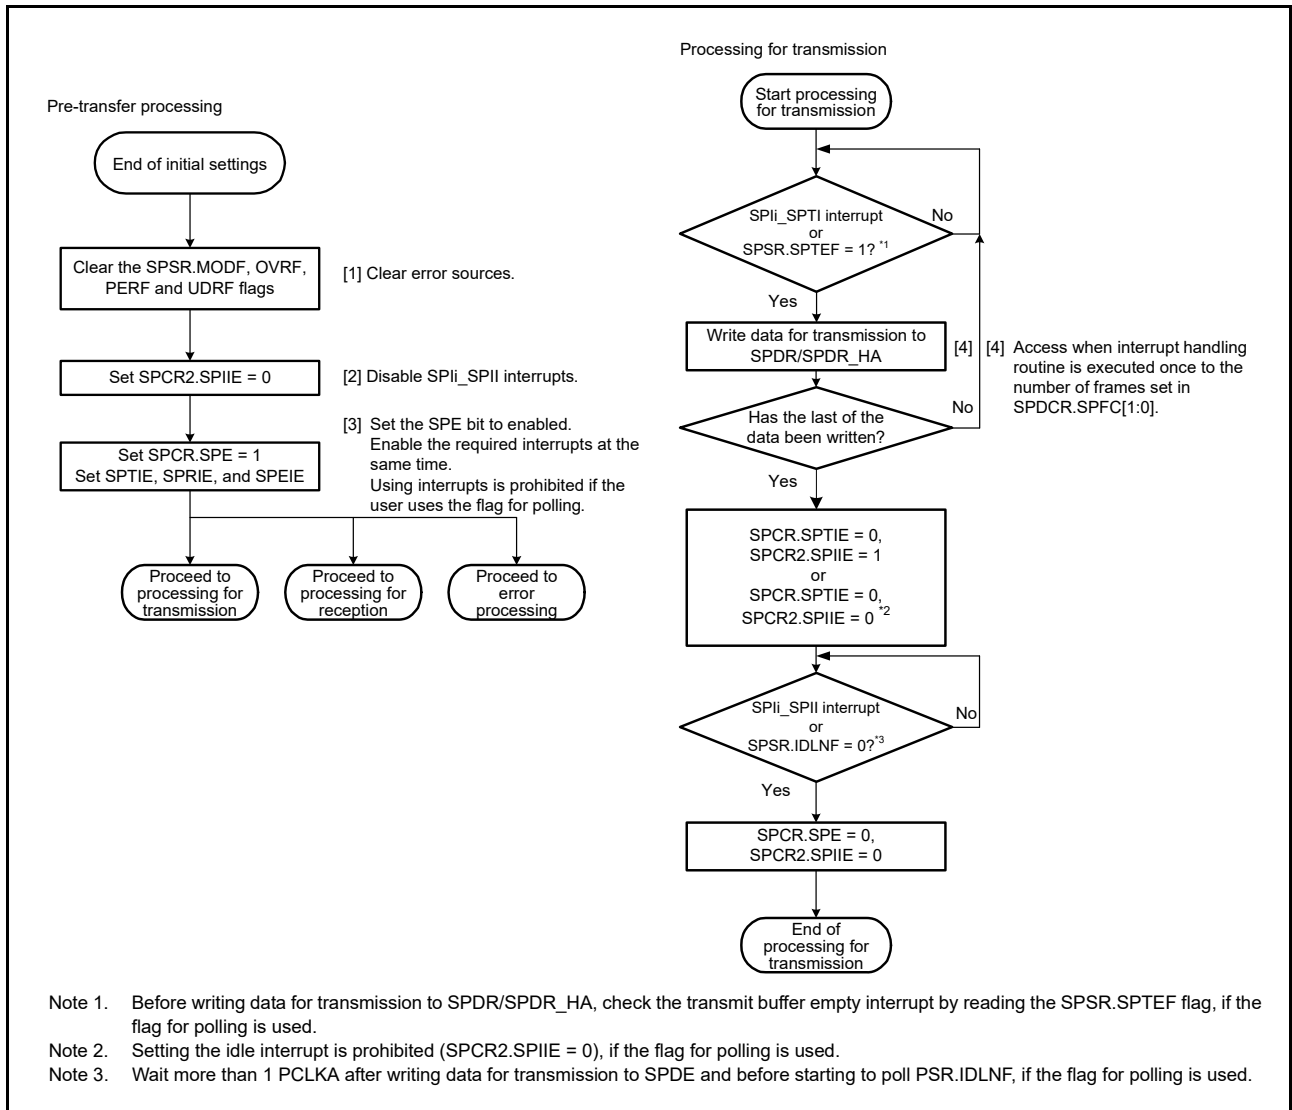 Pre-transfer processing
End of initial settings
Clear the SPSR.MODF, OVRF,
PERF and UDRF flags
[1] Clear error sources.
Set SPCR2.SPIIE = 0
[2] Disable SPIi_SPII interrupts.
Set SPCR.SPE = 1
Set SPTIE, SPRIE, and SPEIE
[3] Set the SPE bit to enabled.
Enable the required interrupts at the
same time.
Using interrupts is prohibited if the
user uses the flag for polling.
Proceed to
processing for
transmission
Proceed to
processing for
reception
Proceed to
error
processing
Processing for transmission
Start processing
for transmission
SPIi_SPTI interrupt
or
SPSR.SPTEF = 1? *1
No
Yes
Write data for transmission to
SPDR/SPDR_HA
[4]
[4] Access when interrupt handling
routine is executed once to the
number of frames set in
SPDCR.SPFC[1:0].
Has the last of the
data been written?
No
Yes
SPCR.SPTIE = 0,
SPCR2.SPIIE = 1
or
SPCR.SPTIE = 0,
SPCR2.SPIIE = 0 *2
SPIi_SPII interrupt
or
SPSR.IDLNF = 0?*3
No
Yes
SPCR.SPE = 0,
SPCR2.SPIIE = 0
End of
processing for
transmission
Note 1. Before writing data for transmission to SPDR/SPDR_HA, check the transmit buffer empty interrupt by reading the SPSR.SPTEF flag, if the
flag for polling is used.
Note 2. Setting the idle interrupt is prohibited (SPCR2.SPIIE = 0), if the flag for polling is used.
Note 3. Wait more than 1 PCLKA after writing data for transmission to SPDE and before starting to poll PSR.IDLNF, if the flag for polling is used.